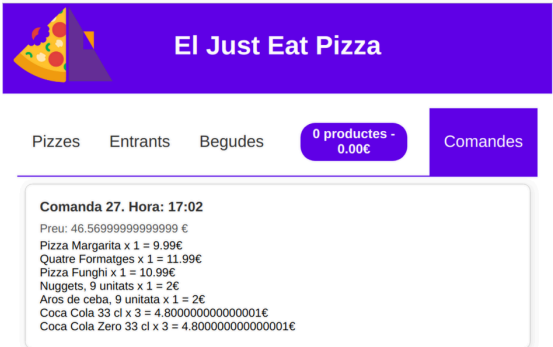 El Just Eat Pizza
Pizzes
Entrants
Begudes
0 productes -
0.00€
Comandes
Comanda 27. Hora: 17:02
Preu: 46.56999999999999 €
Pizza Margarita x 1 = 9.99€
Quatre Formatges x 1 = 11.99€
Pizza Funghi x 1 = 10.99€
Nuggets, 9 unitats x 1 = 2€
Aros de ceba, 9 unitata x 1 = 2€
Coca Cola 33 cl x 3 = 4.800000000000001€
Coca Cola Zero 33 cl x 3 = 4.800000000000001€